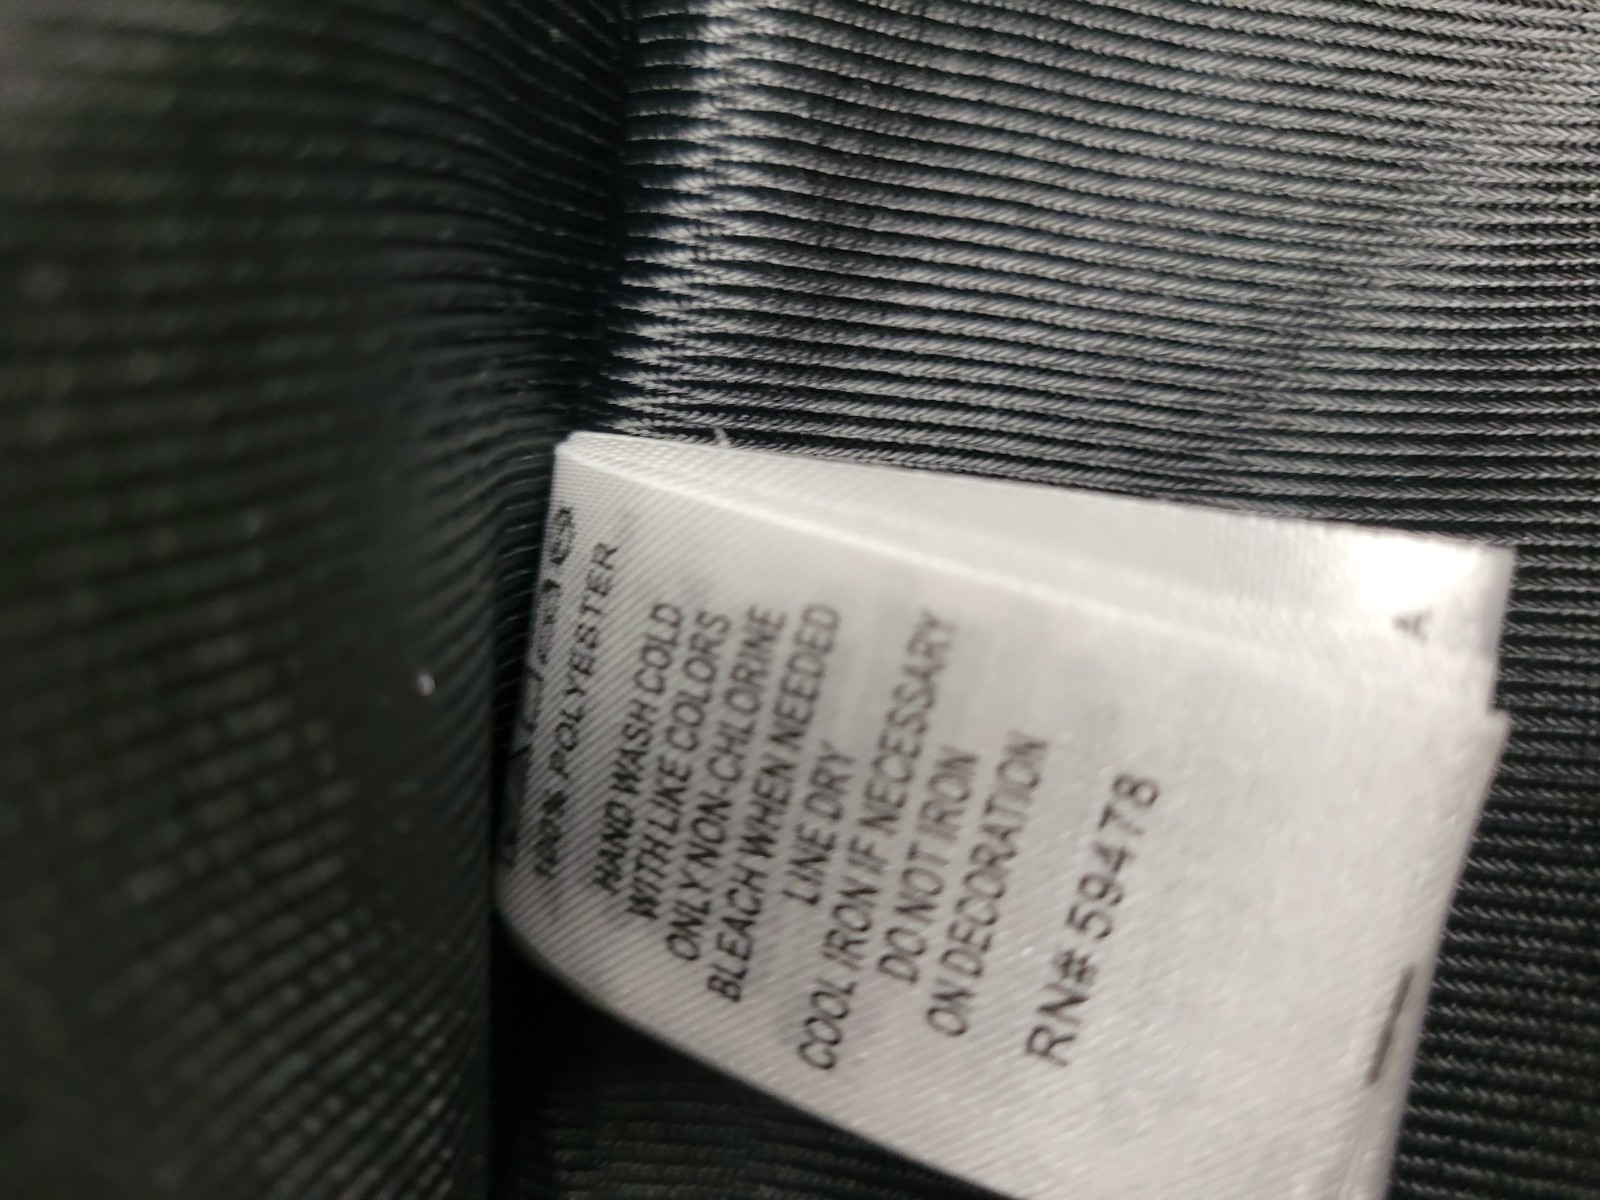 100% POLYESTER
HAND WASH COLD
WITH LIKE COLORS
ONLY NON-CHLORINE
BLEACH WHEN NEEDED
LINE DRY
COOL IRON IF NECESSARY
DO NOT IRON
ON DECORATION
RN# 59478
A